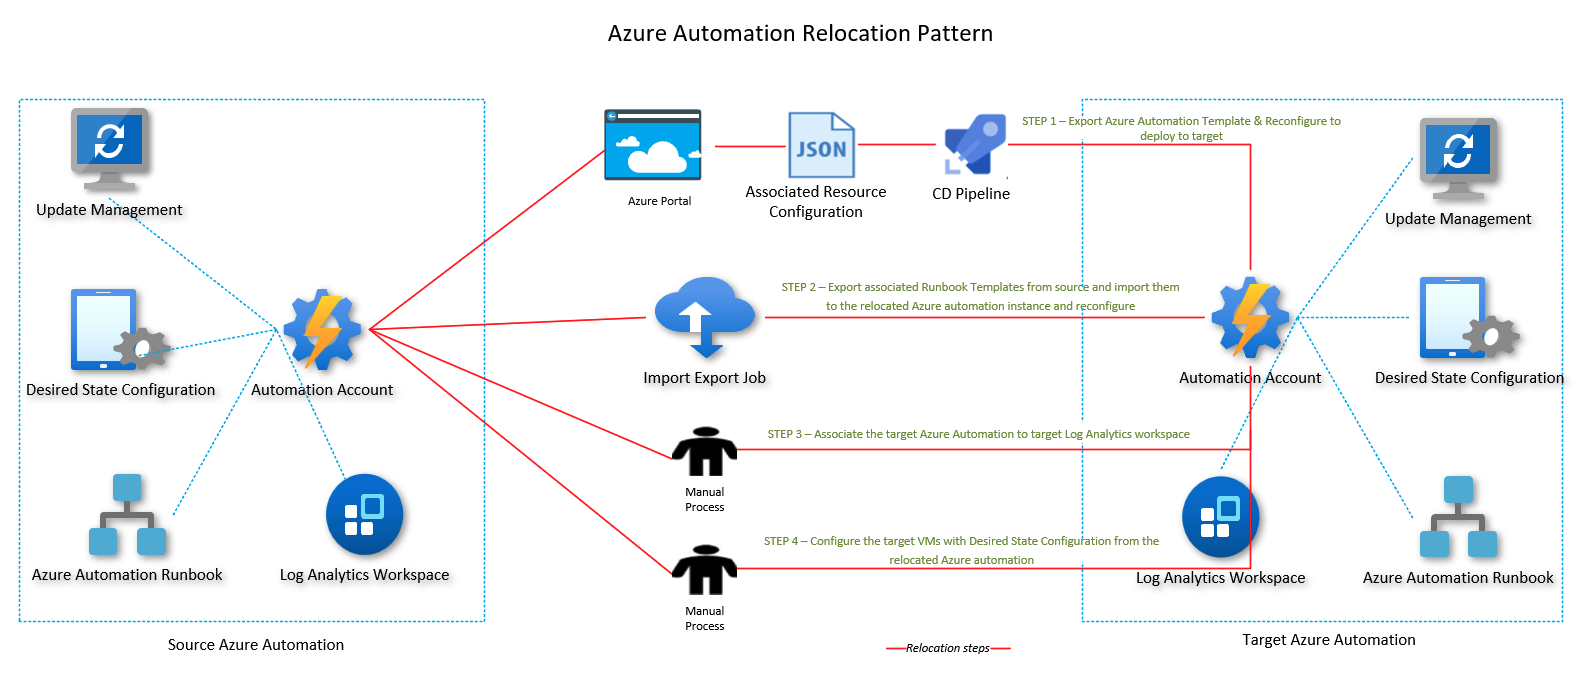 Azure Automation Relocation Pattern
Update Management
Desired State Configuration
Automation Account
Azure Automation Runbook
Log Analytics Workspace
Source Azure Automation
Azure Portal
JSON
Associated Resource
Configuration
CD Pipeline
STEP 1 – Export Azure Automation Template & Reconfigure to
deploy to target
Import Export Job
STEP 2 – Export associated Runbook Templates from source and import them
to the relocated Azure automation instance and reconfigure
Manual
Process
STEP 3 – Associate the target Azure Automation to target Log Analytics workspace
Manual
Process
STEP 4 – Configure the target VMs with Desired State Configuration from the
relocated Azure automation
Relocation steps
Update Management
Automation Account
Desired State Configuration
Log Analytics Workspace
Azure Automation Runbook
Target Azure Automation